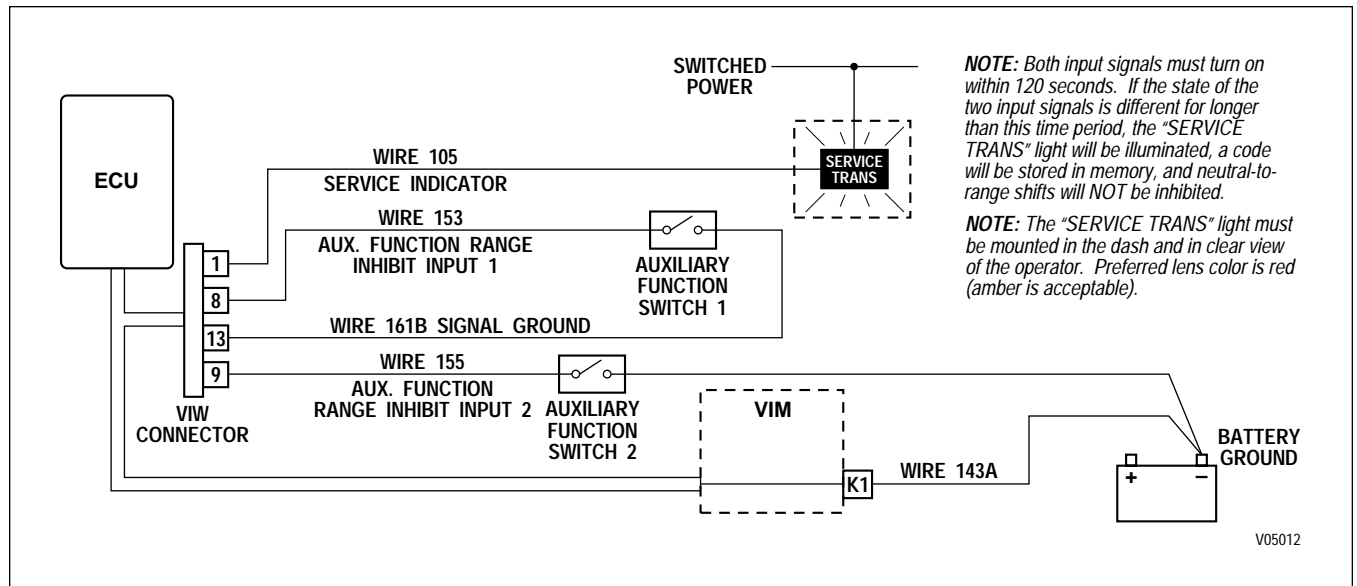 SWITCHED
POWER
NOTE: Both input signals must turn on
within 120 seconds. If the state of the
two input signals is different for longer
than this time period, the “SERVICE
TRANS” light will be illuminated, a code
will be stored in memory, and neutral-to-
range shifts will NOT be inhibited.
NOTE: The “SERVICE TRANS” light must
be mounted in the dash and in clear view
of the operator. Preferred lens color is red
(amber is acceptable).
ECU
WIRE 105
SERVICE INDICATOR
SERVICE
TRANS
WIRE 153
AUX. FUNCTION RANGE
INHIBIT INPUT 1
AUXILIARY
FUNCTION
SWITCH 1
1
8
13
9
WIRE 161B SIGNAL GROUND
WIRE 155
AUX. FUNCTION
RANGE INHIBIT INPUT 2
AUXILIARY
FUNCTION
SWITCH 2
VIW
CONNECTOR
VIM
K1
WIRE 143A
BATTERY
GROUND
+
–
V05012